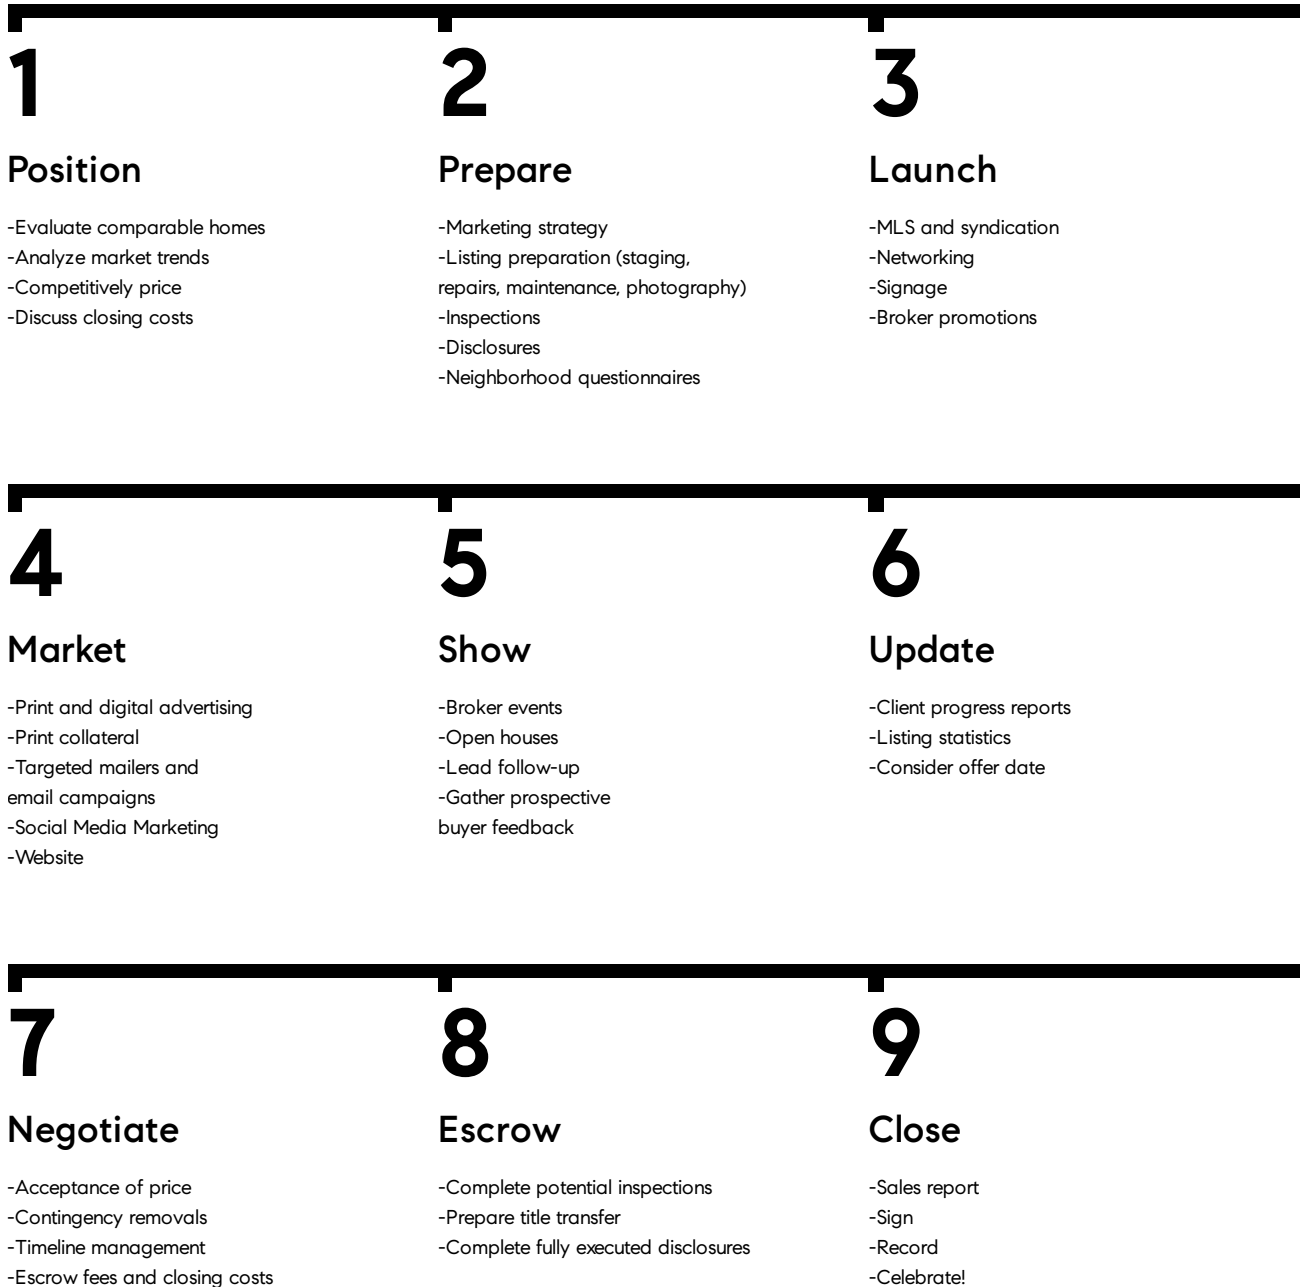 1
Position
-Evaluate comparable homes
-Analyze market trends
-Competitively price
-Discuss closing costs
2
Prepare
-Marketing strategy
-Listing preparation (staging,
repairs, maintenance, photography)
-Inspections
-Disclosures
-Neighborhood questionnaires
3
Launch
-MLS and syndication
-Networking
-Signage
-Broker promotions
4
Market
-Print and digital advertising
-Print collateral
-Targeted mailers and
email campaigns
-Social Media Marketing
-Website
5
Show
-Broker events
-Open houses
-Lead follow-up
-Gather prospective
buyer feedback
6
Update
-Client progress reports
-Listing statistics
-Consider offer date
7
Negotiate
-Acceptance of price
-Contingency removals
-Timeline management
-Escrow fees and closing costs
8
Escrow
-Complete potential inspections
-Prepare title transfer
-Complete fully executed disclosures
9
Close
-Sales report
-Sign
-Record
-Celebrate!